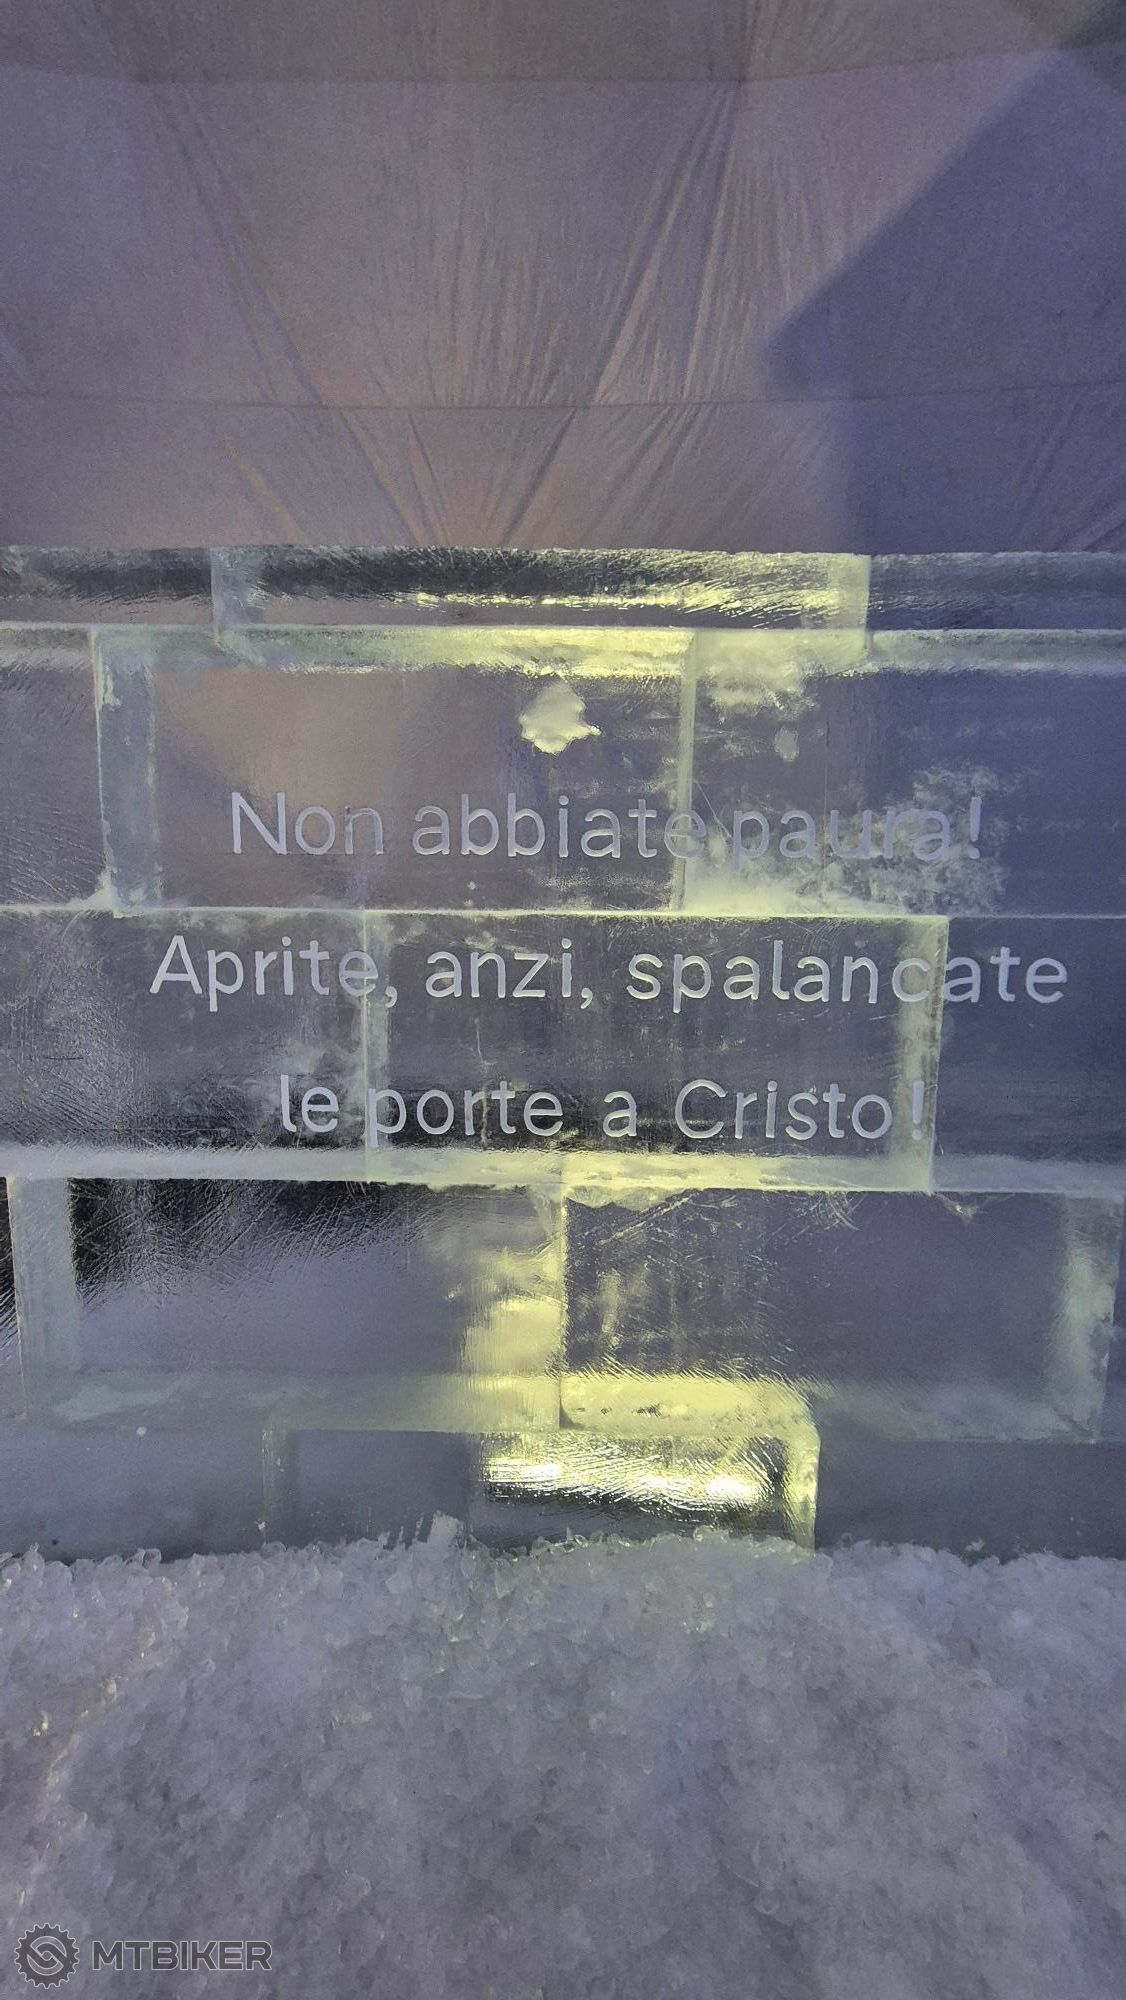 Non abbiate paura!
Aprite, anzi, spalancate
le porte a Cristo!
MTBIKER